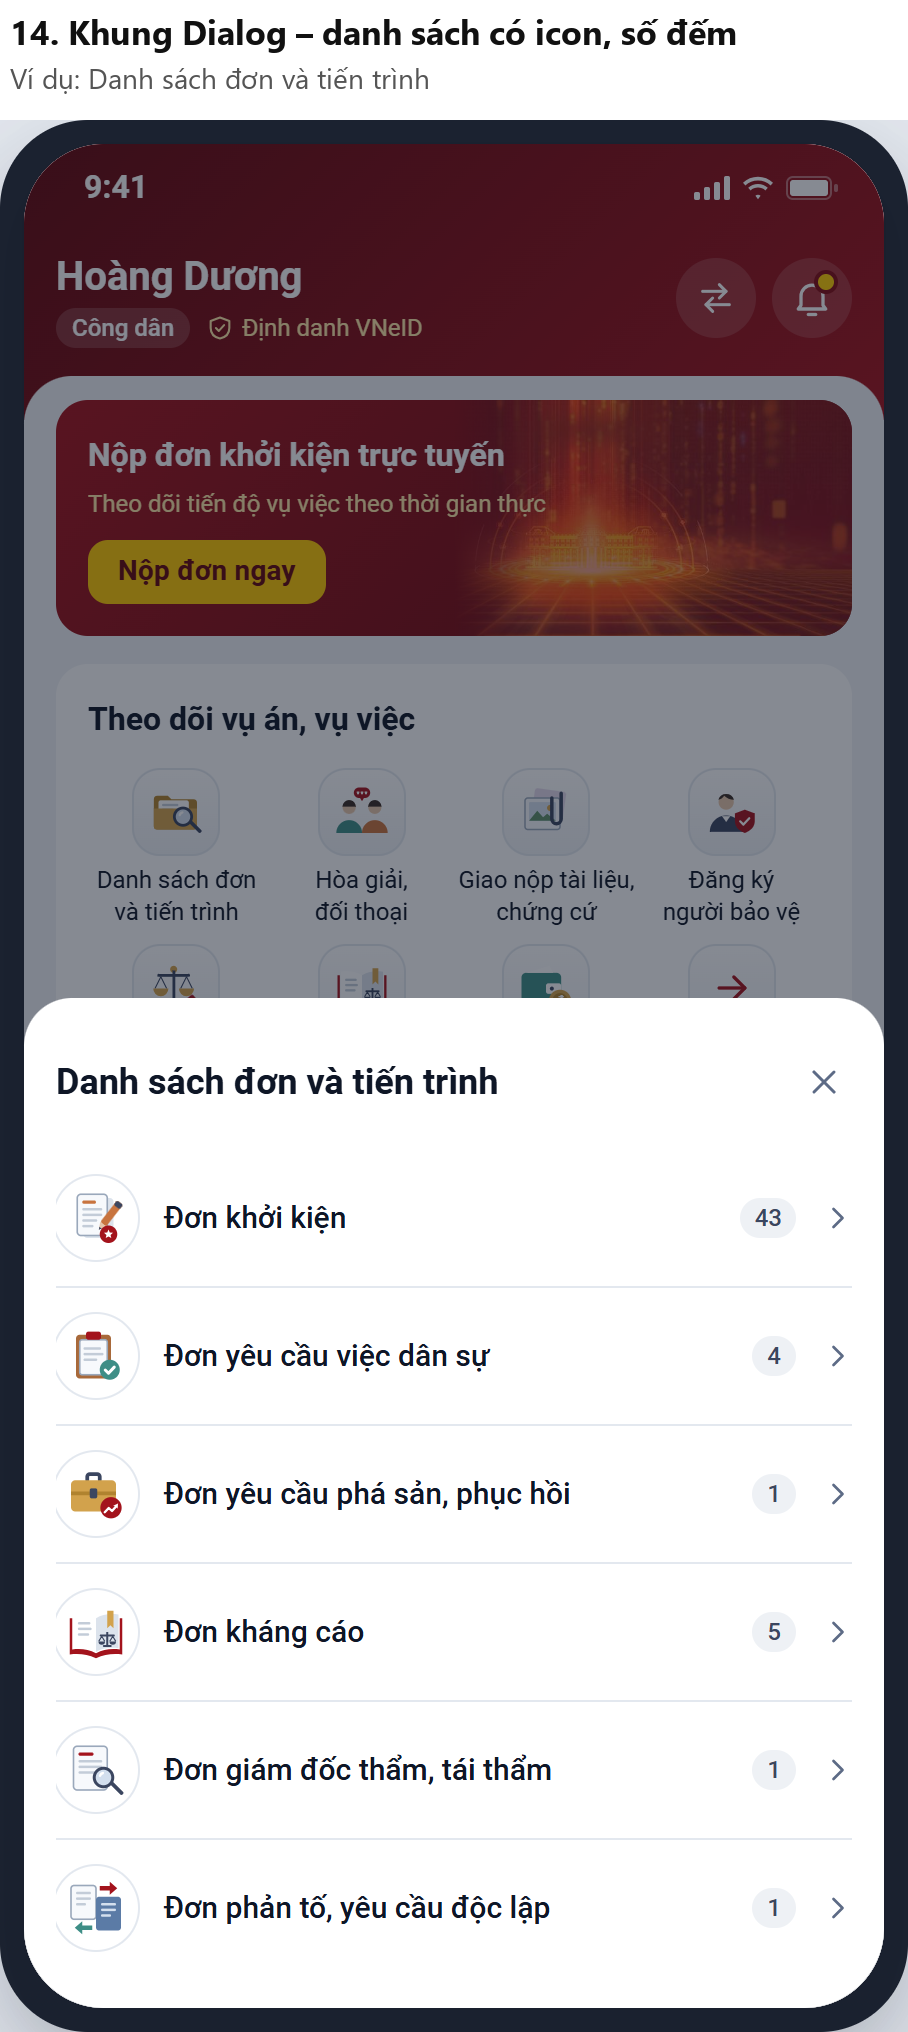 14. Khung Dialog – danh sách có icon, số đếm
Ví dụ: Danh sách đơn và tiến trình
9:41
Hoàng Dương
Công dân
Định danh VNeID
Nộp đơn khởi kiện trực tuyến
Theo dõi tiến độ vụ việc theo thời gian thực
Nộp đơn ngay
Theo dõi vụ án, vụ việc
Danh sách đơn
và tiến trình
Hòa giải,
đối thoại
Giao nộp tài liệu,
chứng cứ
Đăng ký
người bảo vệ
Danh sách đơn và tiến trình
Đơn khởi kiện
43
Đơn yêu cầu việc dân sự
4
Đơn yêu cầu phá sản, phục hồi
1
Đơn kháng cáo
5
Đơn giám đốc thẩm, tái thẩm
1
Đơn phản tố, yêu cầu độc lập
1